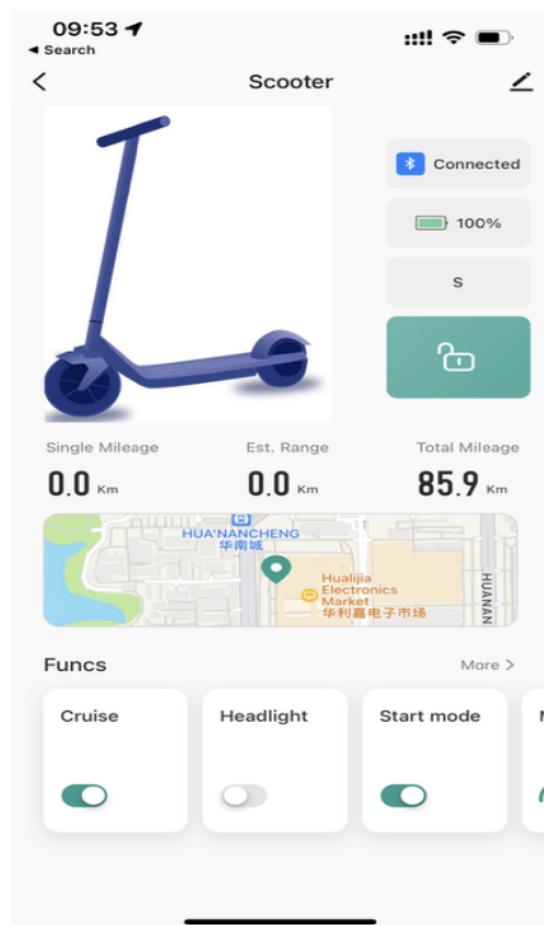 09:53
◀ Search
Scooter
Connected
100%
S
Single Mileage
Est. Range
Total Mileage
0.0 Km
0.0 Km
85.9 Km
HUA'NANCHENG
华南城
Hualijia
Electronics
Market
华利嘉电子市场
HUANAN
Funcs
More >
Cruise
Headlight
Start mode